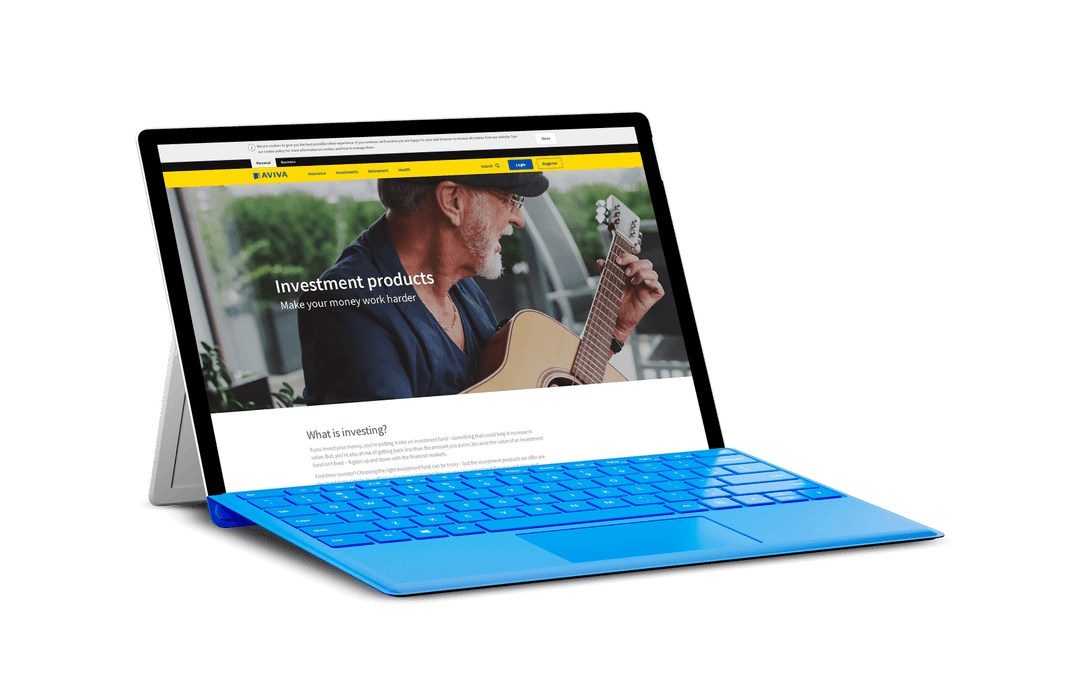 We use cookies to give you the best possible online experience. If you continue, we'll assume you are happy for your web browser to receive all cookies from our website. See
our cookie policy for more information on cookies and how to manage them.
Close
Personal Business
AVIVA Insurance Investments Retirement Health Search Login Register
Investment products
Make your money work harder
What is investing?
If you invest your money, you're putting it into an investment fund – something that could help it increase in
value. But, you're also at risk of getting back less than the amount you put in, because the value of an investment
fund isn't fixed – it goes up and down with the financial markets.
First-time investor? Choosing the right investment fund can be tricky – but the investment products we offer are